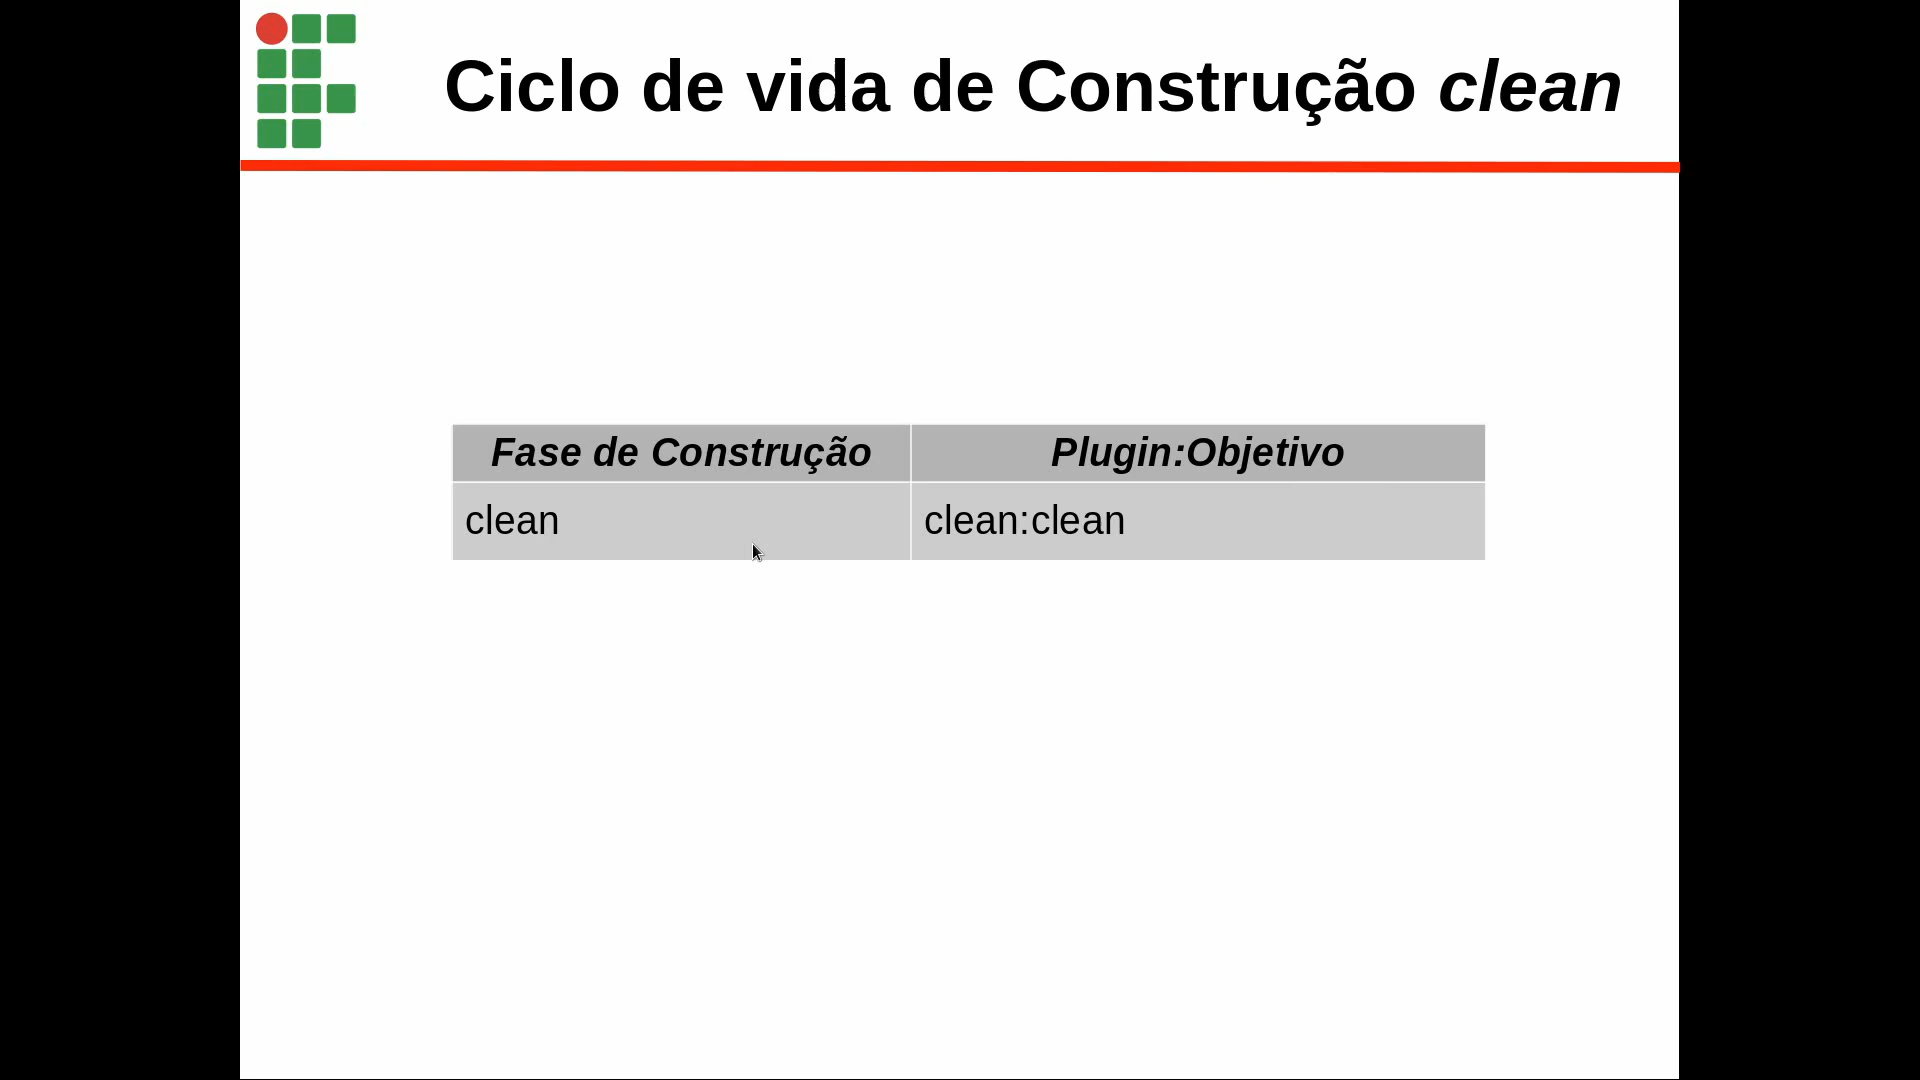 Ciclo de vida de Construção clean
Fase de Construção Plugin:Objetivo
clean clean:clean